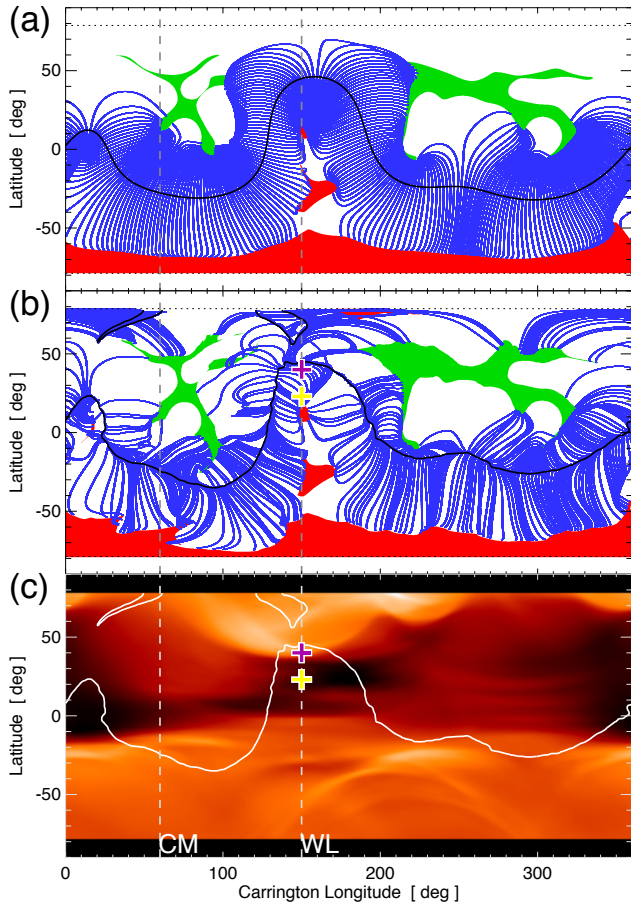 (a)
50
0
-50
Latitude [ deg ]
(b)
50
0
-50
Latitude [ deg ]
(c)
50
0
-50
Latitude [ deg ]
CM
WL
0
100
200
300
Carrington Longitude [ deg ]